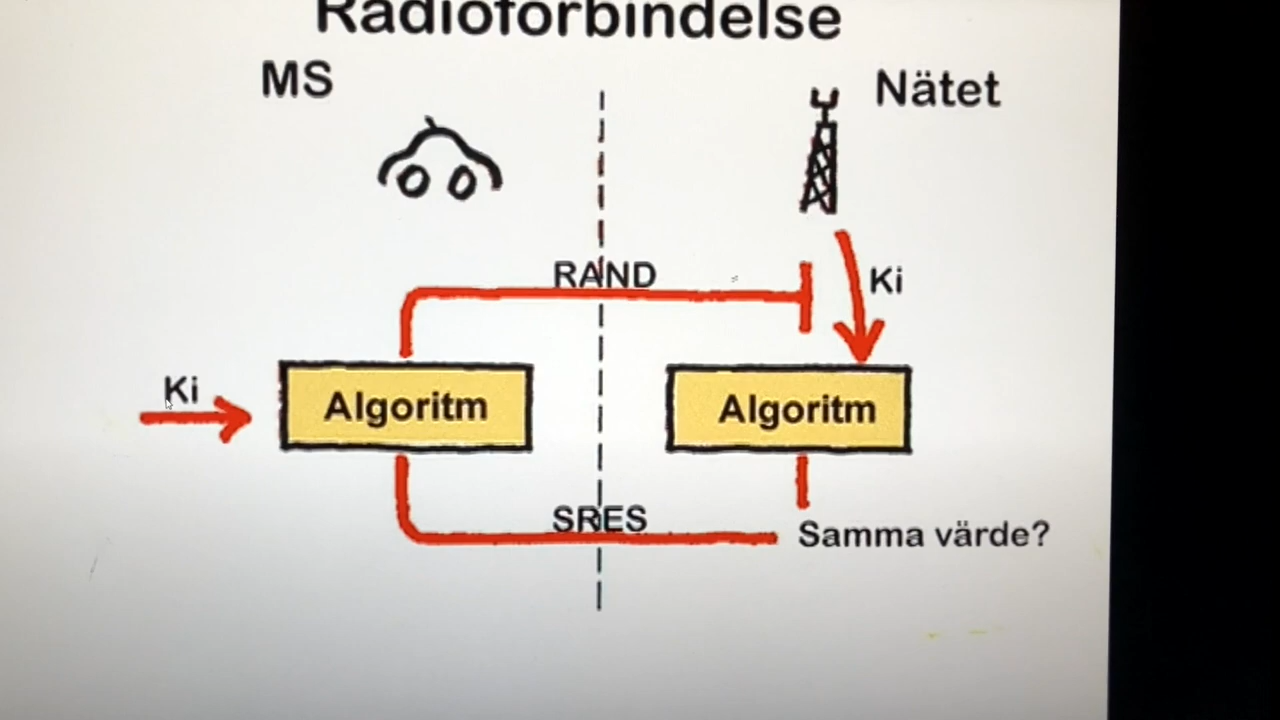 Radioförbindelse
MS
Nätet
RAND
Ki
Ki
Algoritm
Algoritm
SRES
Samma värde?